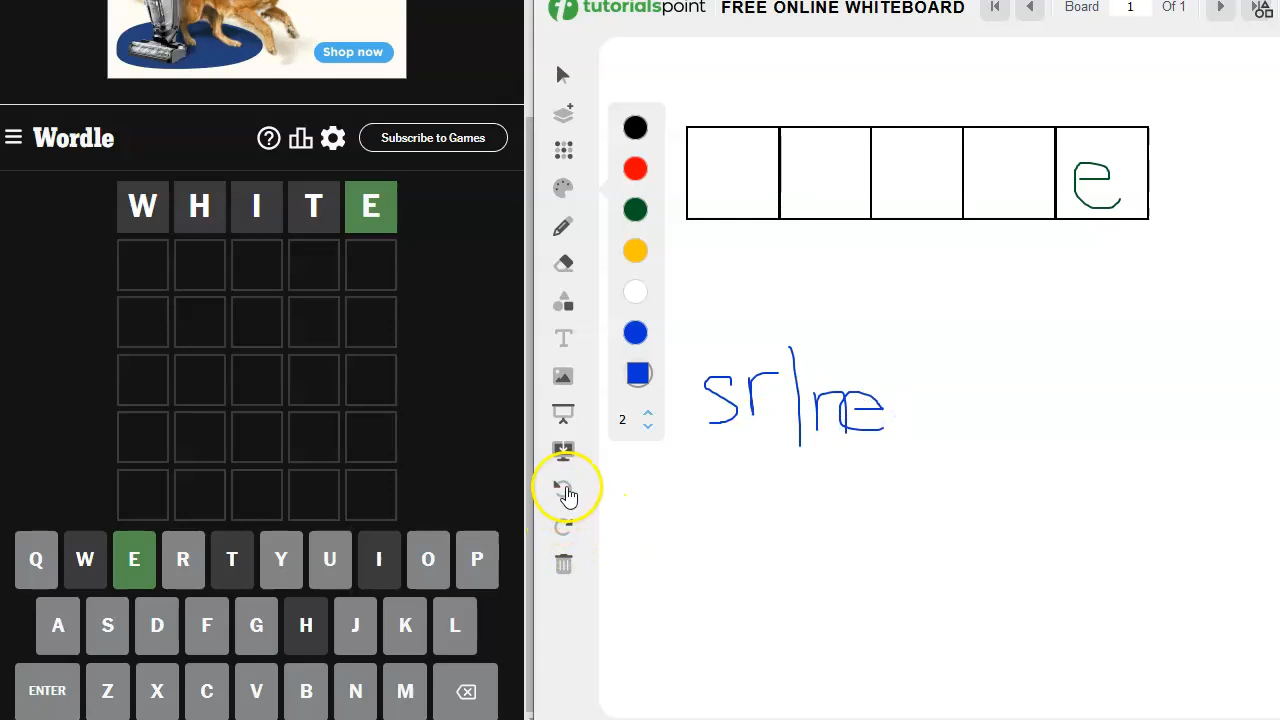 Shop now
tutorialspoint FREE ONLINE WHITEBOARD Board 1 Of 1
Wordle Subscribe to Games
W H I T E
e
sr|re
2
Q W E R T Y U I O P
A S D F G H J K L
ENTER Z X C V B N M